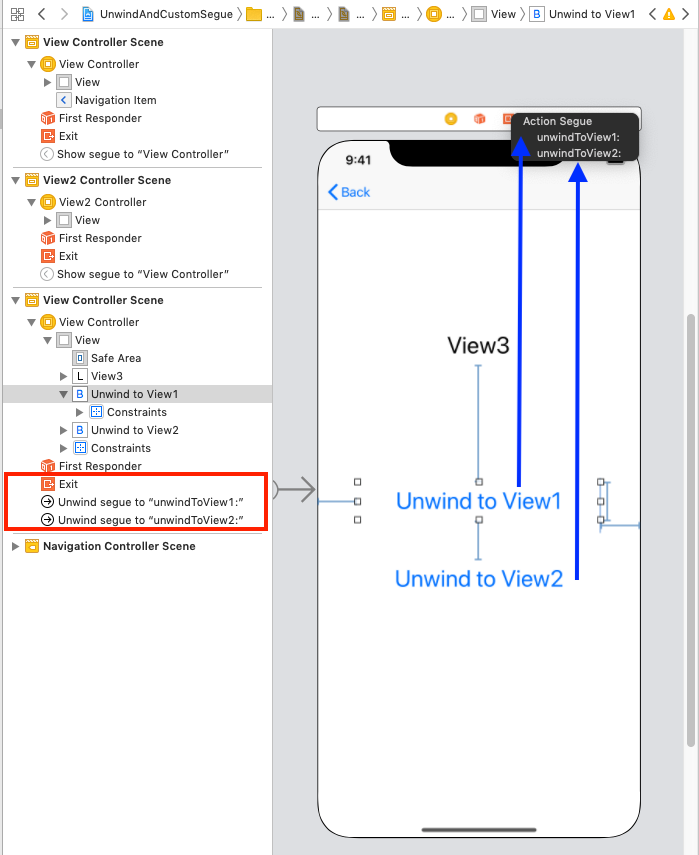 UnwindAndCustomSegue ... ... ... ... ... View B Unwind to View1
View Controller Scene
View Controller
View
Navigation Item
First Responder
Exit
Show segue to “View Controller”
View2 Controller Scene
View2 Controller
View
First Responder
Exit
Show segue to “View Controller”
View Controller Scene
View Controller
View
Safe Area
L View3
B Unwind to View1
Constraints
B Unwind to View2
Constraints
First Responder
Exit
Unwind segue to “unwindToView1:”
Unwind segue to “unwindToView2:”
Navigation Controller Scene
Action Segue
unwindToView1:
unwindToView2:
9:41
Back
View3
Unwind to View1
Unwind to View2